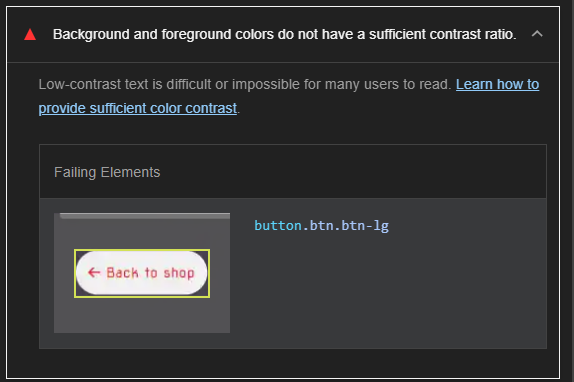 Background and foreground colors do not have a sufficient contrast ratio.
Low-contrast text is difficult or impossible for many users to read. Learn how to
provide sufficient color contrast.
Failing Elements
← Back to shop
button.btn.btn-lg